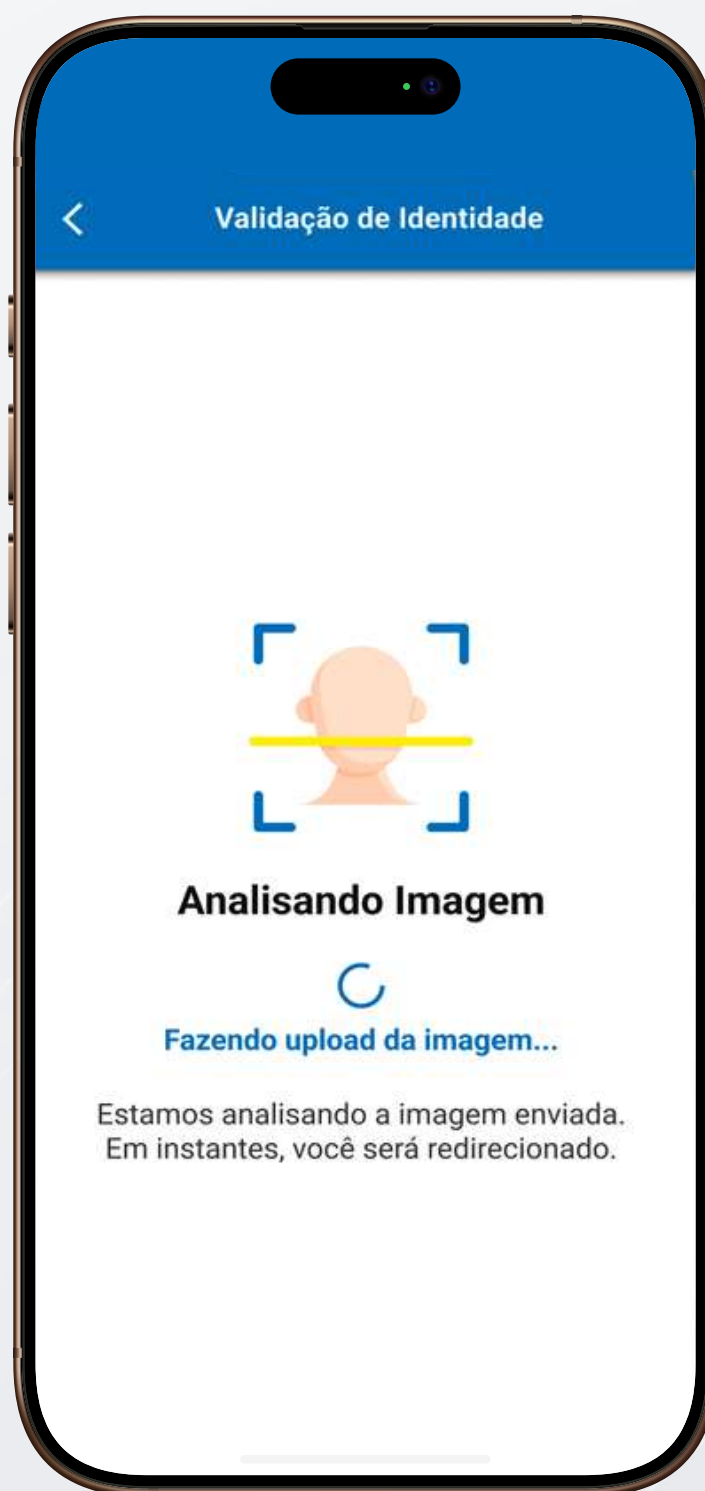 Validação de Identidade
Analisando Imagem
Fazendo upload da imagem...
Estamos analisando a imagem enviada.
Em instantes, você será redirecionado.